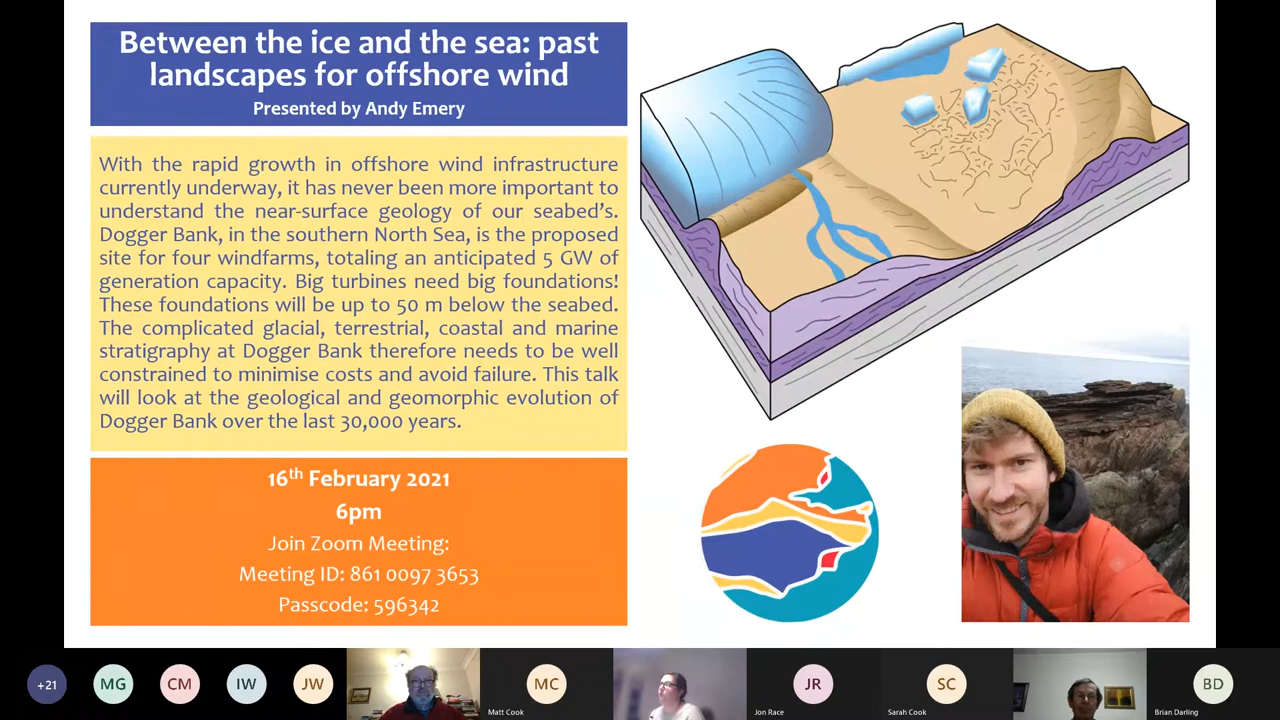 Between the ice and the sea: past
landscapes for offshore wind
Presented by Andy Emery
With the rapid growth in offshore wind infrastructure
currently underway, it has never been more important to
understand the near-surface geology of our seabed's.
Dogger Bank, in the southern North Sea, is the proposed
site for four windfarms, totaling an anticipated 5 GW of
generation capacity. Big turbines need big foundations!
These foundations will be up to 50 m below the seabed.
The complicated glacial, terrestrial, coastal and marine
stratigraphy at Dogger Bank therefore needs to be well
constrained to minimise costs and avoid failure. This talk
will look at the geological and geomorphic evolution of
Dogger Bank over the last 30,000 years.
16th February 2021
6pm
Join Zoom Meeting:
Meeting ID: 861 0097 3653
Passcode: 596342
+21
MG
CM
IW
JW
MC
Matt Cook
JR
Jon Race
SC
Sarah Cook
BD
Brian Darling